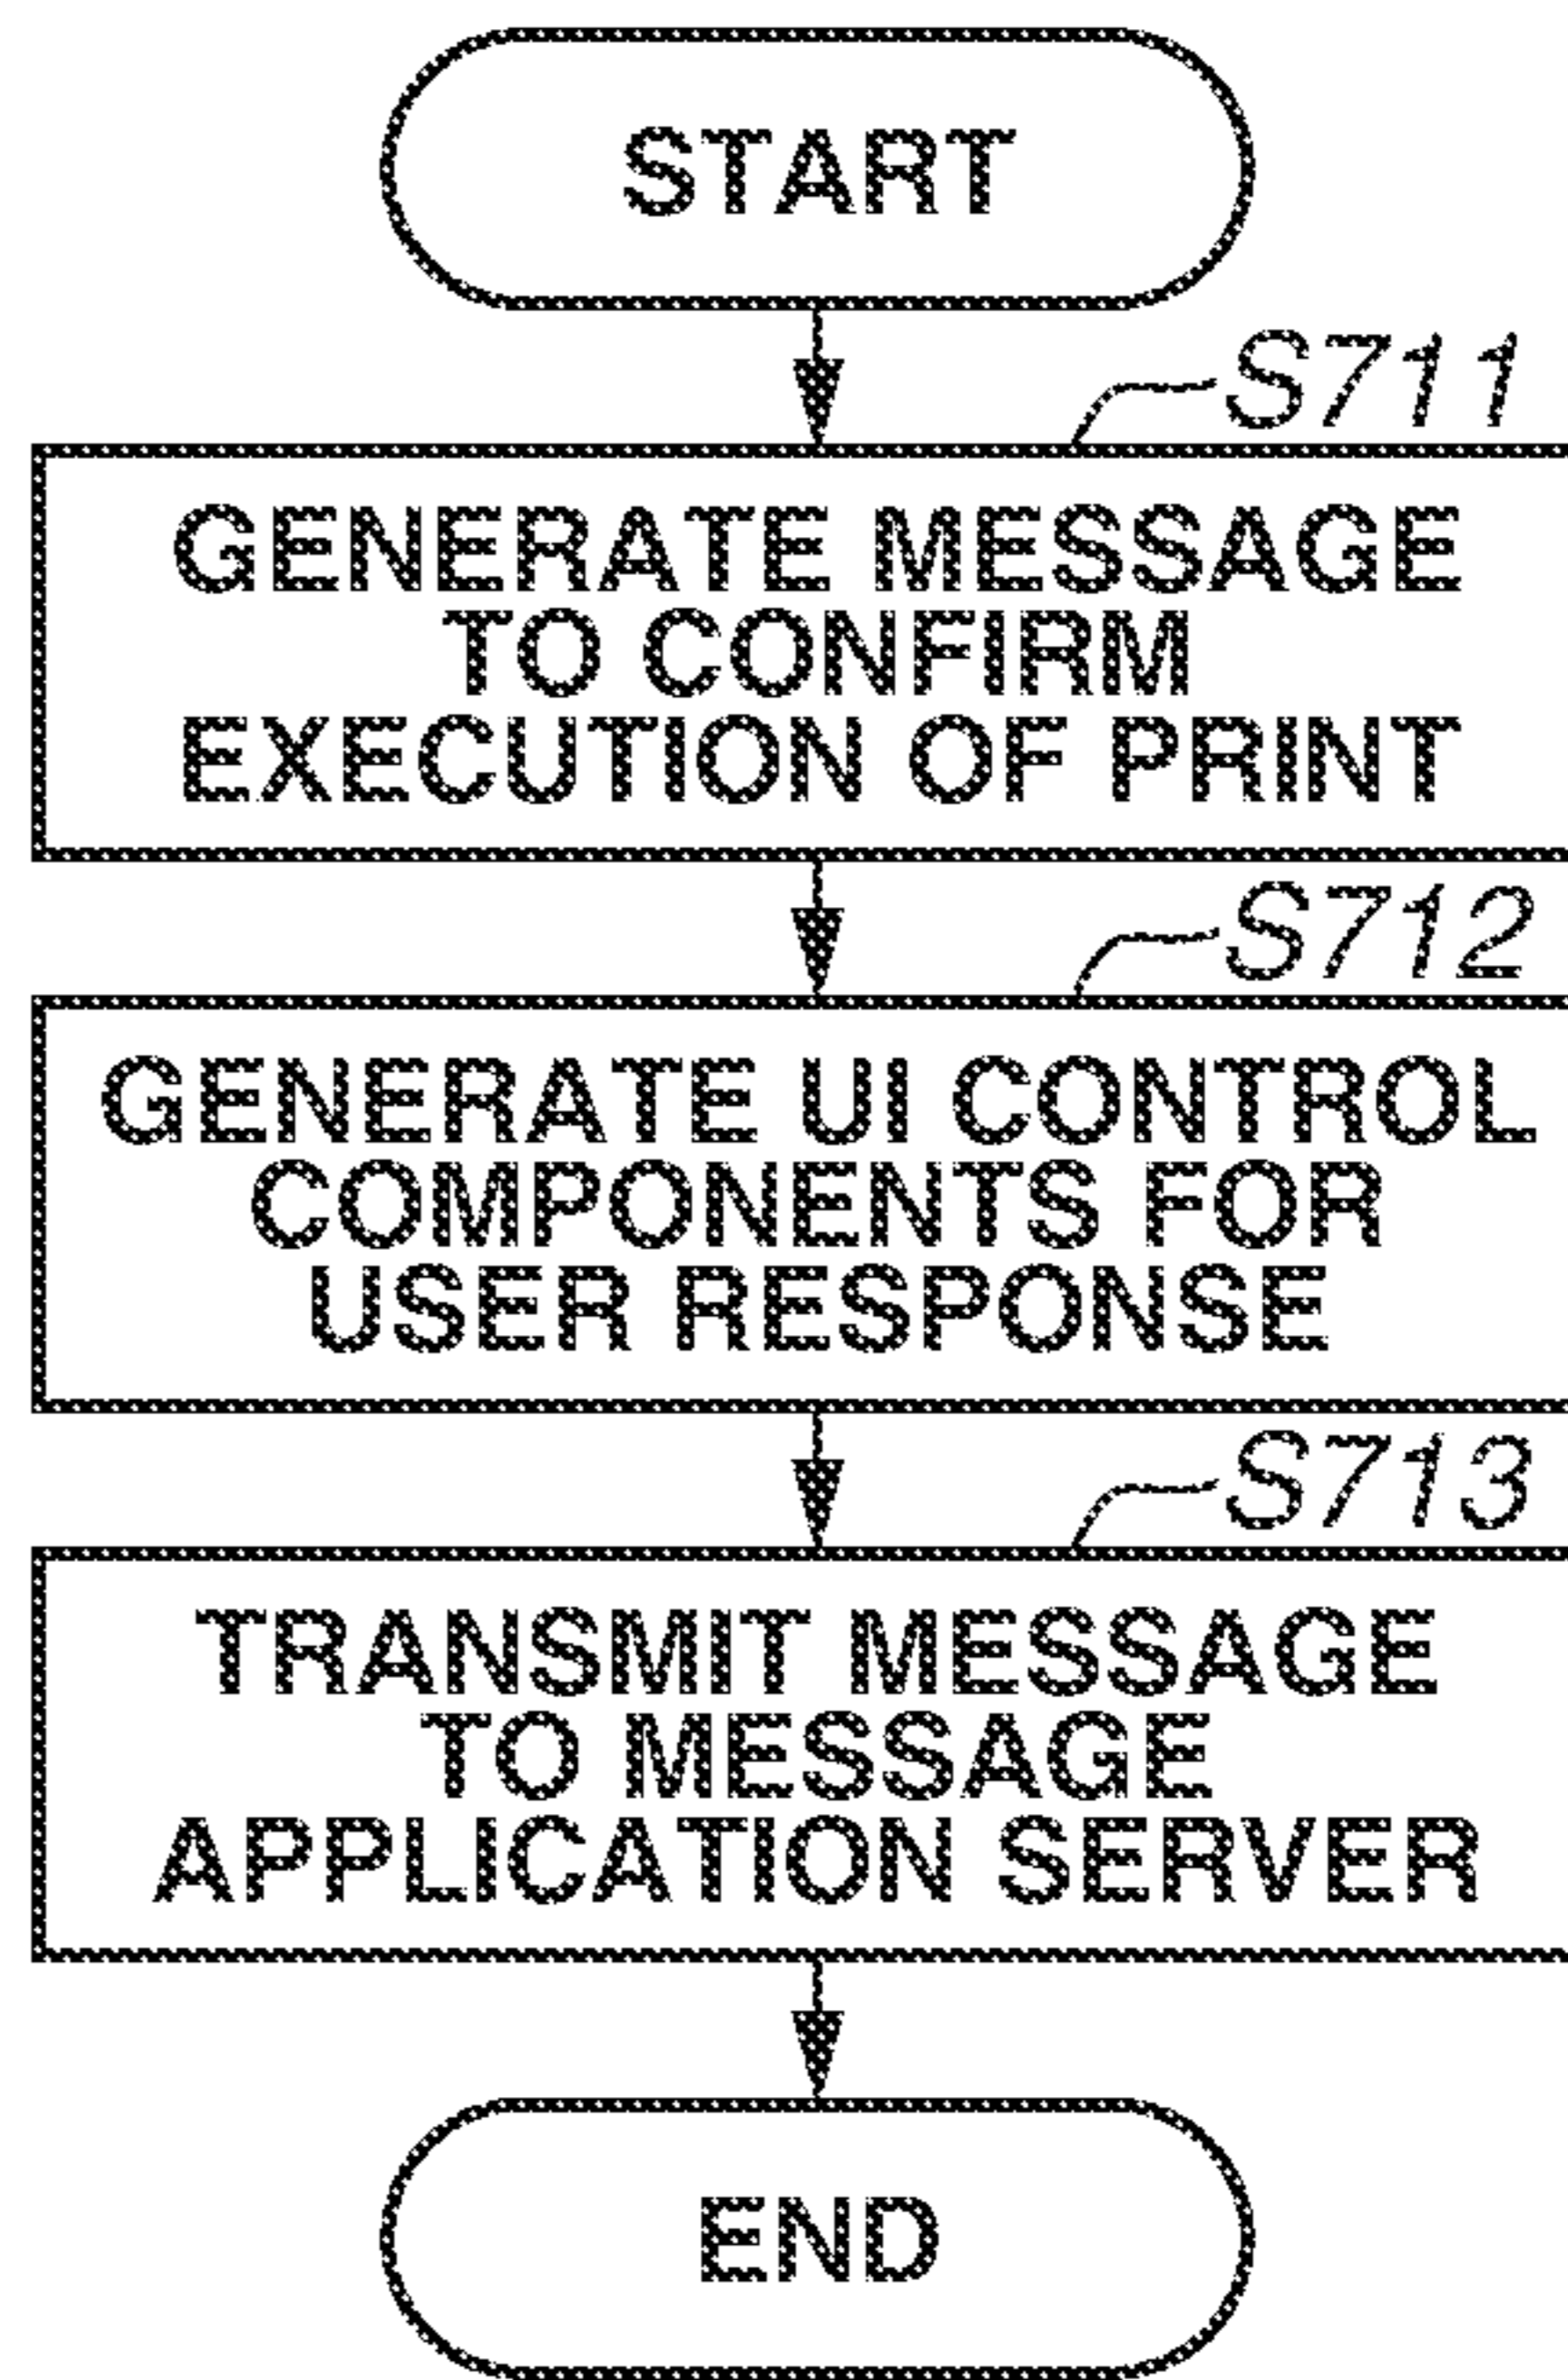 START
S711
GENERATE MESSAGE
TO CONFIRM
EXECUTION OF PRINT
S712
GENERATE UI CONTROL
COMPONENTS FOR
USER RESPONSE
S713
TRANSMIT MESSAGE
TO MESSAGE
APPLICATION SERVER
END